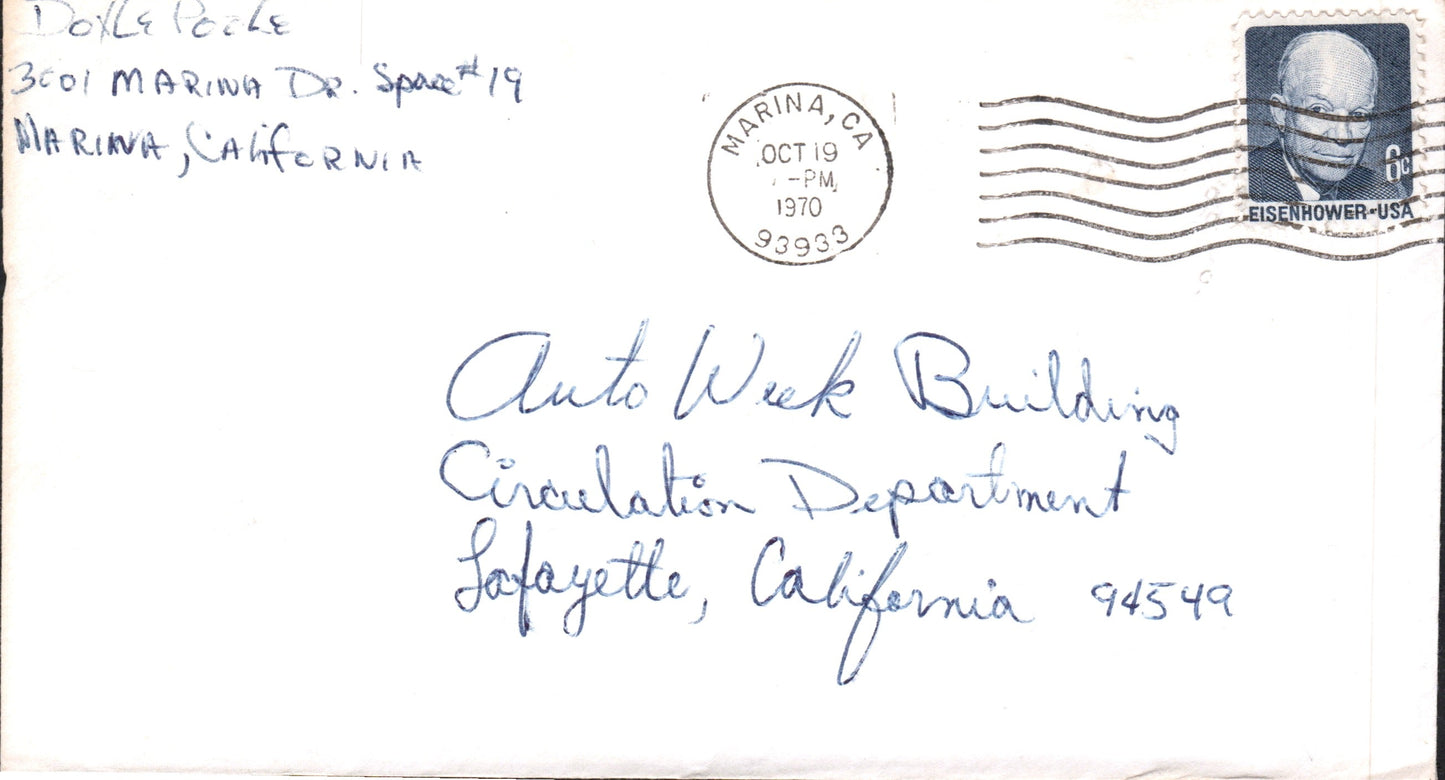 Doyle Poole
3601 MARINA DR. Space #19
MARINA, CALIFORNIA
MARINA, CA
OCT 19
-PM
1970
93933
6c
EISENHOWER·USA
Auto Week Building
Circulation Department
Lafayette, California 94549